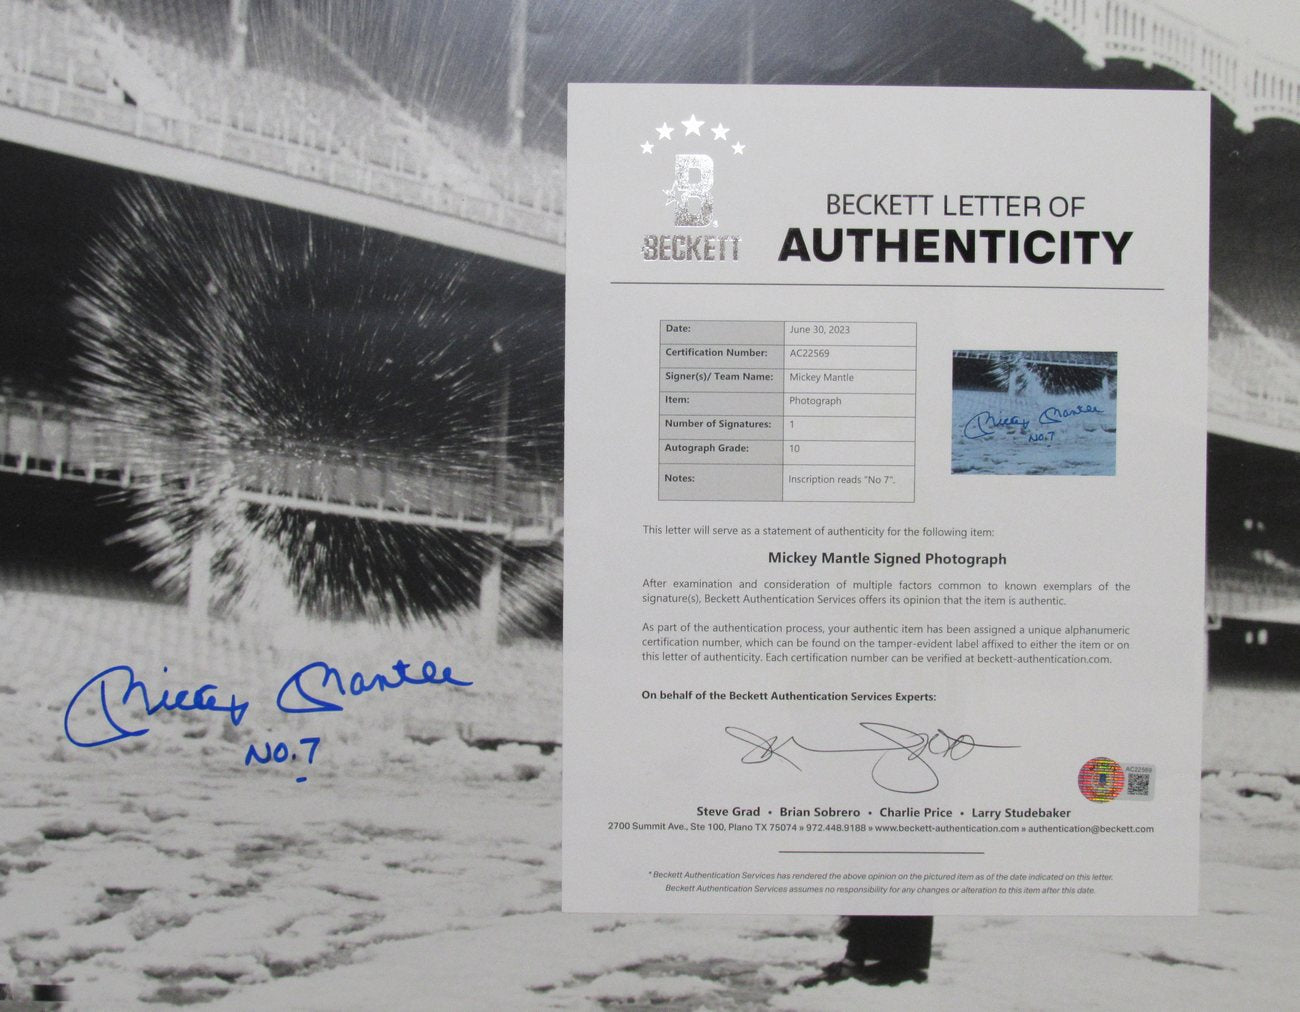 BECKETT
BECKETT LETTER OF
AUTHENTICITY
Date: June 30, 2023
Certification Number: AC22569
Signer(s)/ Team Name: Mickey Mantle
Item: Photograph
Number of Signatures: 1
Autograph Grade: 10
Notes: Inscription reads "No 7".
Mickey Mantle
No.7
This letter will serve as a statement of authenticity for the following item:
Mickey Mantle Signed Photograph
After examination and consideration of multiple factors common to known exemplars of the
signature(s), Beckett Authentication Services offers its opinion that the item is authentic.
As part of the authentication process, your authentic item has been assigned a unique alphanumeric
certification number, which can be found on the tamper-evident label affixed to either the item or on
this letter of authenticity. Each certification number can be verified at beckett-authentication.com.
On behalf of the Beckett Authentication Services Experts:
AC22569
Steve Grad • Brian Sobrero • Charlie Price • Larry Studebaker
2700 Summit Ave., Ste 100, Plano TX 75074 » 972.448.9188 » www.beckett-authentication.com » authentication@beckett.com
* Beckett Authentication Services has rendered the above opinion on the pictured item as of the date indicated on this letter.
Beckett Authentication Services assumes no responsibility for any changes or alteration to this item after this date.
Mickey Mantle
No.7